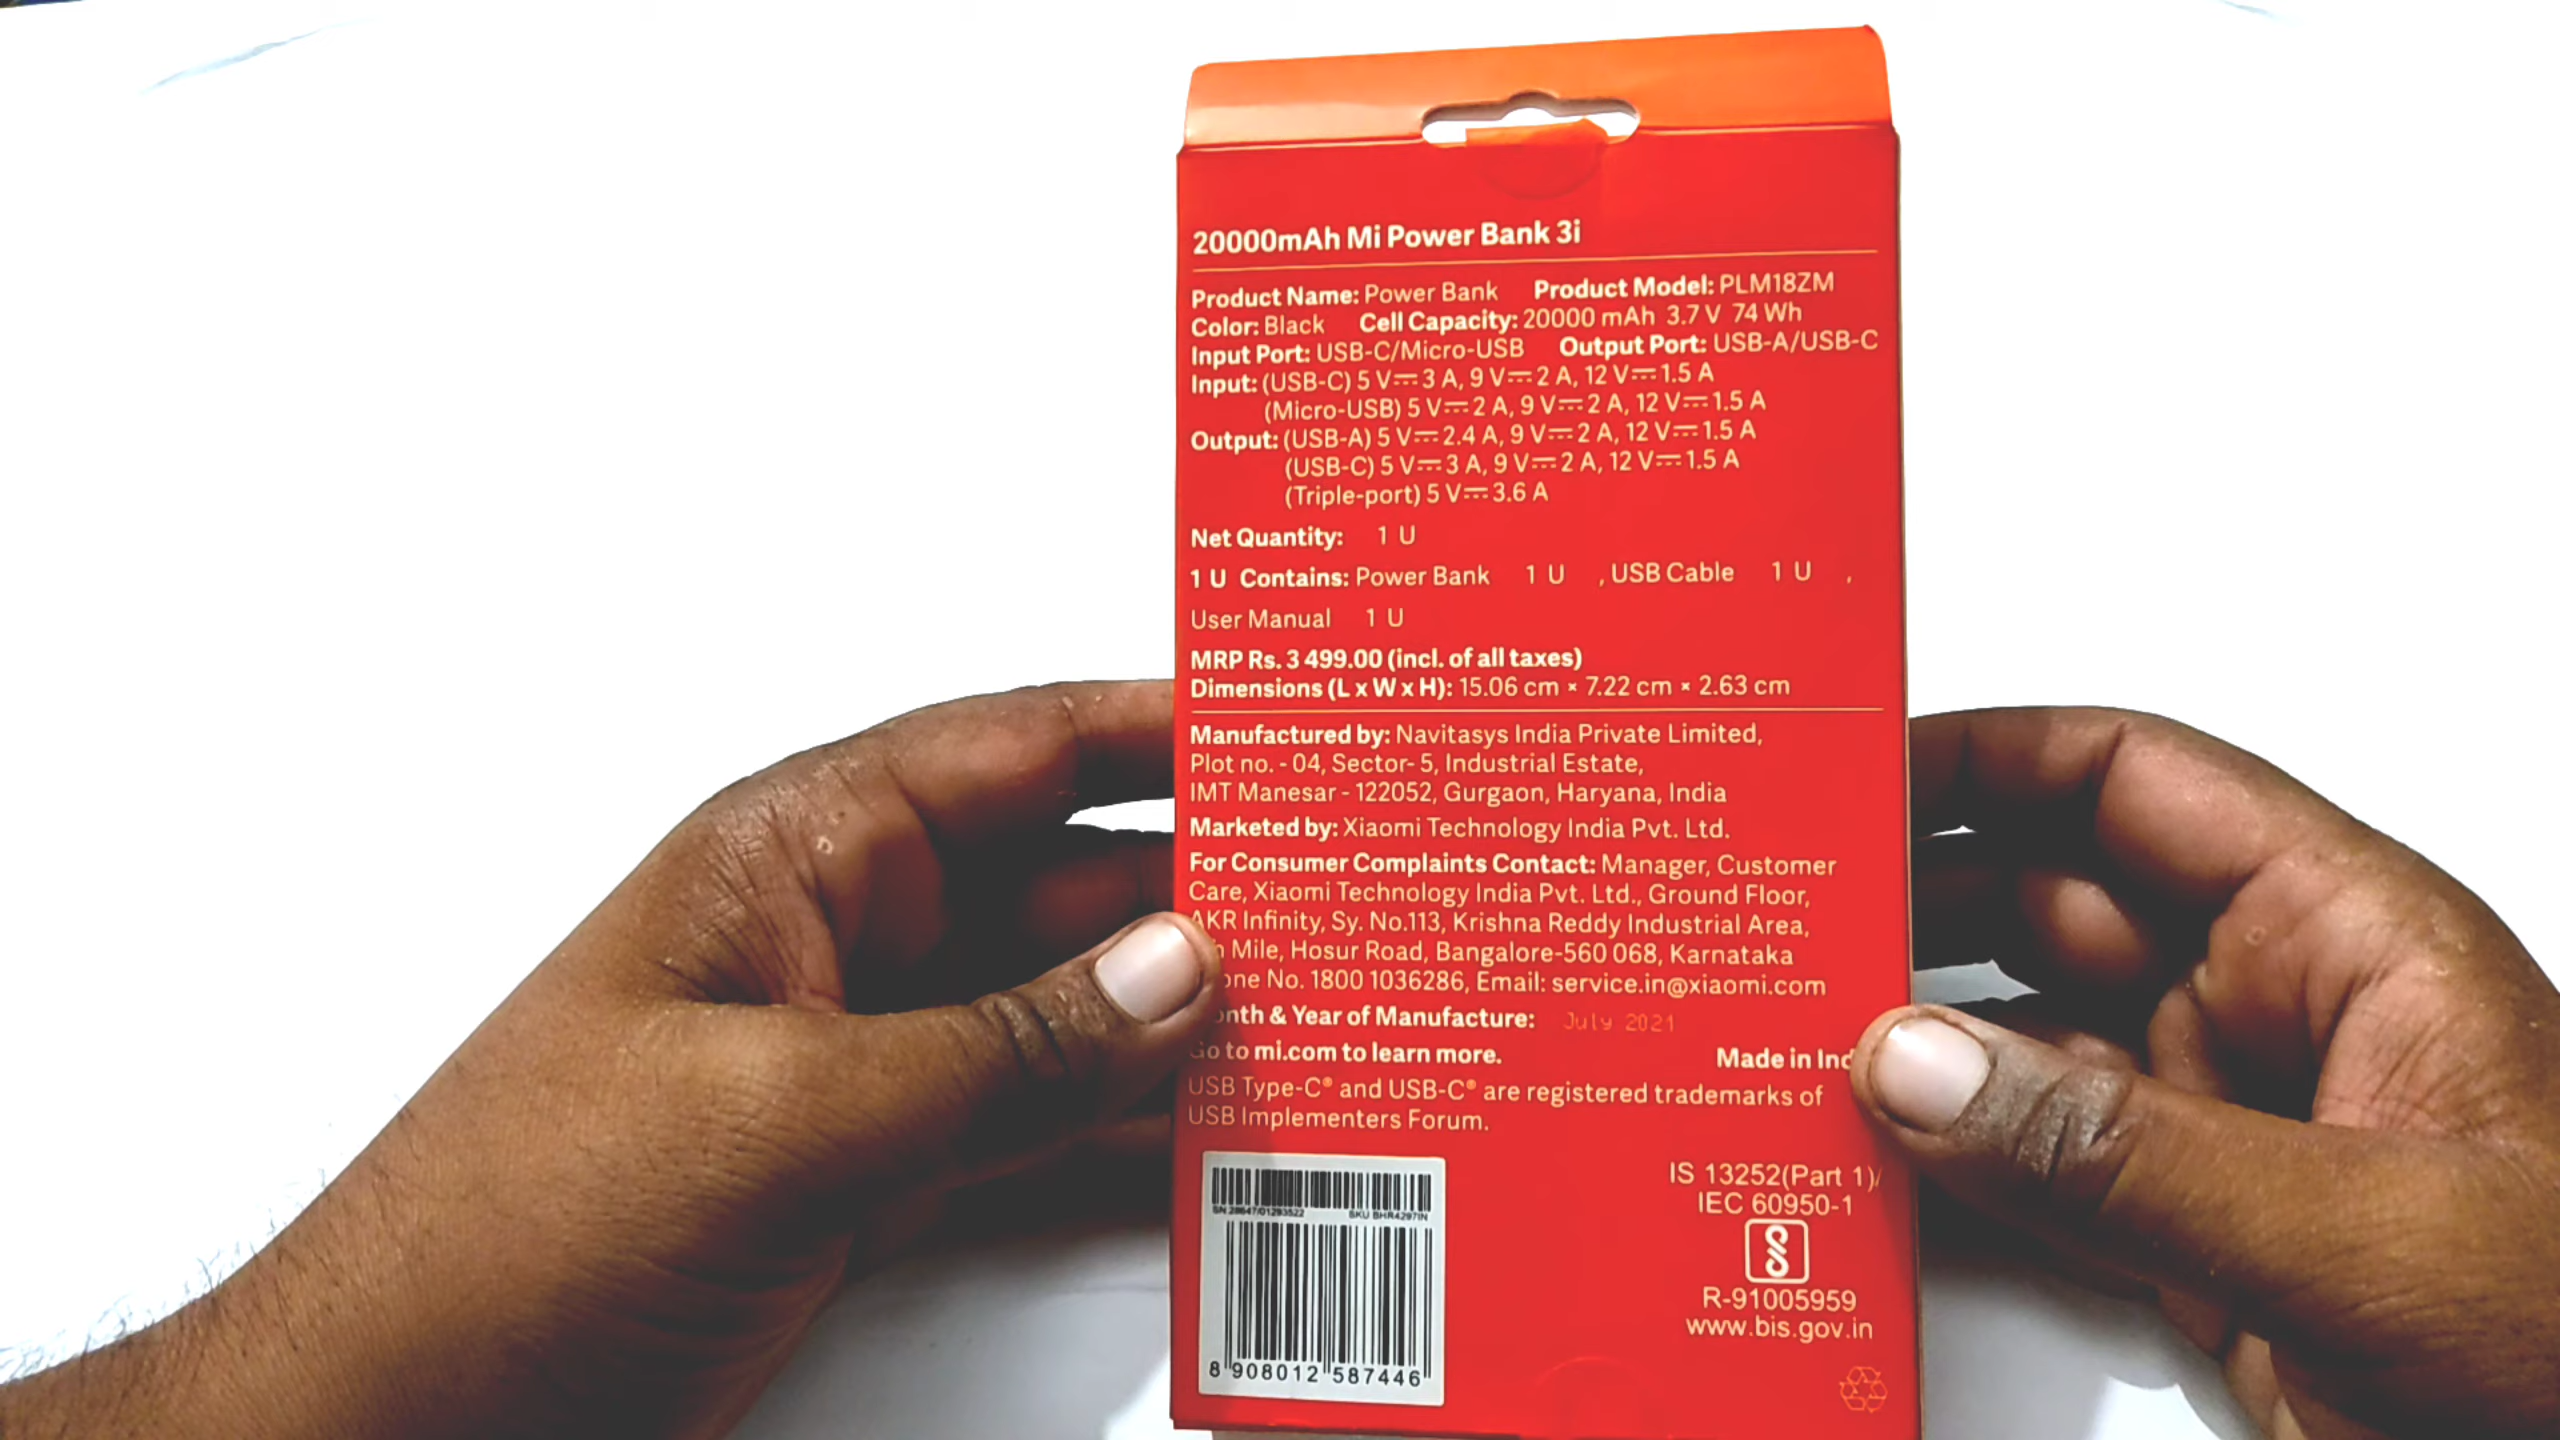 20000mAh Mi Power Bank 3i
Product Name: Power Bank Product Model: PLM18ZM
Color: Black Cell Capacity: 20000 mAh 3.7 V 74 Wh
Input Port: USB-C/Micro-USB Output Port: USB-A/USB-C
Input: (USB-C) 5 V⎓3 A, 9 V⎓2 A, 12 V⎓1.5 A
(Micro-USB) 5 V⎓2 A, 9 V⎓2 A, 12 V⎓1.5 A
Output: (USB-A) 5 V⎓2.4 A, 9 V⎓2 A, 12 V⎓1.5 A
(USB-C) 5 V⎓3 A, 9 V⎓2 A, 12 V⎓1.5 A
(Triple-port) 5 V⎓3.6 A
Net Quantity: 1 U
1 U Contains: Power Bank 1 U , USB Cable 1 U ,
User Manual 1 U
MRP Rs. 3 499.00 (incl. of all taxes)
Dimensions (L x W x H): 15.06 cm × 7.22 cm × 2.63 cm
Manufactured by: Navitasys India Private Limited,
Plot no. - 04, Sector- 5, Industrial Estate,
IMT Manesar - 122052, Gurgaon, Haryana, India
Marketed by: Xiaomi Technology India Pvt. Ltd.
For Consumer Complaints Contact: Manager, Customer
Care, Xiaomi Technology India Pvt. Ltd., Ground Floor,
AKR Infinity, Sy. No.113, Krishna Reddy Industrial Area,
Mile, Hosur Road, Bangalore-560 068, Karnataka
No. 1800 1036286, Email: service.in@xiaomi.com
& Year of Manufacture: July 2021
Go to mi.com to learn more. Made in
USB Type-C® and USB-C® are registered trademarks of
USB Implementers Forum.
SKU BHR4297IN
8 908012 587446
IS 13252(Part 1)/
IEC 60950-1
R-91005959
www.bis.gov.in